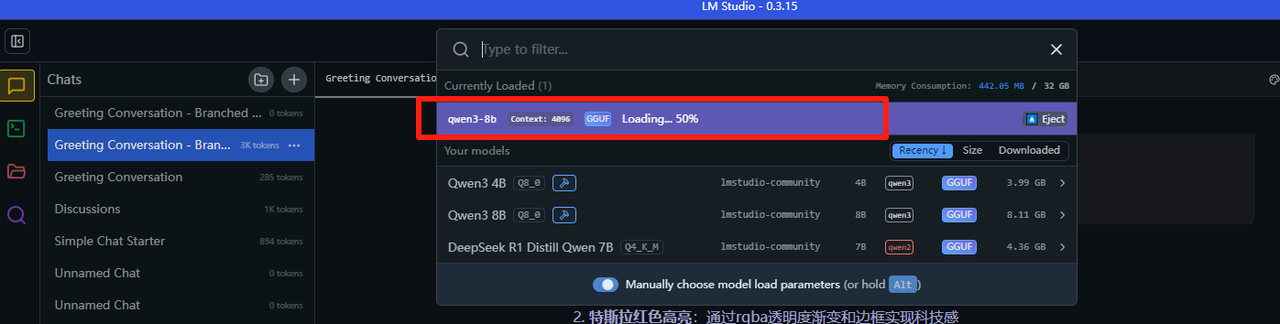 LM Studio - 0.3.15
Type to filter...
Chats
Greeting Conversatio
Currently Loaded (1)
Memory Consumption: 442.05 MB / 32 GB
Greeting Conversation - Branched ... 0 tokens
qwen3-8b Context: 4096 GGUF Loading... 50% Eject
Greeting Conversation - Bran... 3K tokens ...
Your models
Recency ↓ Size Downloaded
Greeting Conversation 285 tokens
Qwen3 4B Q8_0 lmstudio-community 4B qwen3 GGUF 3.99 GB
Discussions 1K tokens
Qwen3 8B Q8_0 lmstudio-community 8B qwen3 GGUF 8.11 GB
Simple Chat Starter 894 tokens
DeepSeek R1 Distill Qwen 7B Q4_K_M lmstudio-community 7B qwen2 GGUF 4.36 GB
Unnamed Chat 0 tokens
Manually choose model load parameters (or hold Alt)
Unnamed Chat 0 tokens
2. 特斯拉红色高亮：通过rgba透明度渐变和边框实现科技感